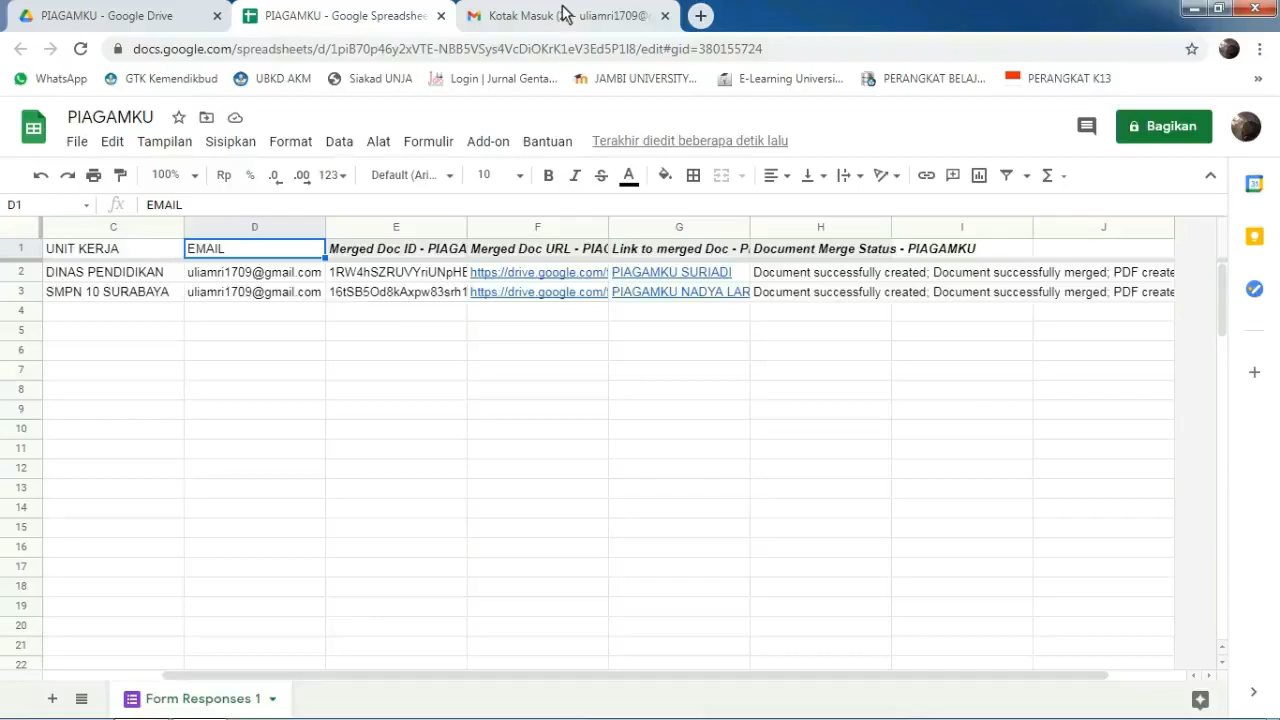 PIAGAMKU - Google Drive
PIAGAMKU - Google Spreadshee
Kotak Masuk uliamri1709@
docs.google.com/spreadsheets/d/1piB70p46y2xVTE-NBB5VSys4VcDIOKrK1eV3Ed5P1l8/edit#gid=380155724
WhatsApp GTK Kemendikbud UBKD AKM Siakad UNJA Login | Jurnal Genta... JAMBI UNIVERSITY... E-Learning Universi... PERANGKAT BELAJ... PERANGKAT K13 »
PIAGAMKU
Bagikan
File Edit Tampilan Sisipkan Format Data Alat Formulir Add-on Bantuan Terakhir diedit beberapa detik lalu
100% Rp % .0 .00 123 Default (Ari... 10 B I S A Σ
D1 fx EMAIL
C D E F G H I J
1 UNIT KERJA EMAIL Merged Doc ID - PIAGA Merged Doc URL - PIAG Link to merged Doc - P Document Merge Status - PIAGAMKU
2 DINAS PENDIDIKAN uliamri1709@gmail.com 1RW4hSZRUVYriUNpHE https://drive.google.com/ PIAGAMKU SURIADI Document successfully created; Document successfully merged; PDF create
3 SMPN 10 SURABAYA uliamri1709@gmail.com 16tSB5Od8kAxpw83srh1 https://drive.google.com/ PIAGAMKU NADYA LAR Document successfully created; Document successfully merged; PDF create
4
5
6
7
8
9
10
11
12
13
14
15
16
17
18
19
20
21
22
Form Responses 1